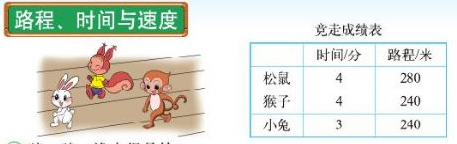 路程、时间与速度
竞走成绩表
时间/分 路程/米
松鼠 4 280
猴子 4 240
小兔 3 240